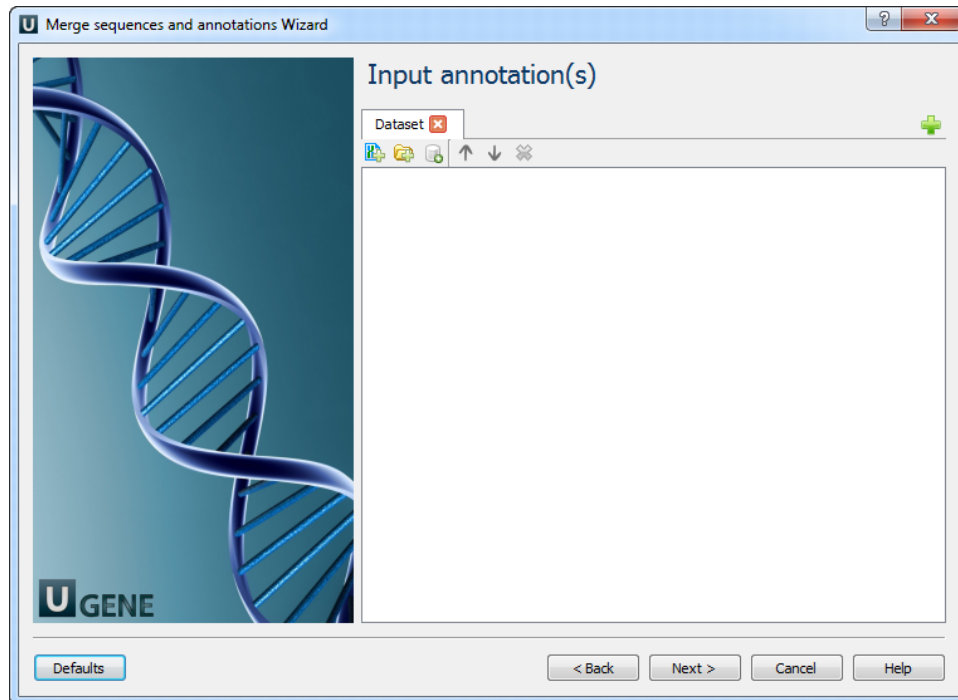 Merge sequences and annotations Wizard
Input annotation(s)
Dataset
U GENE
Defaults
< Back
Next >
Cancel
Help